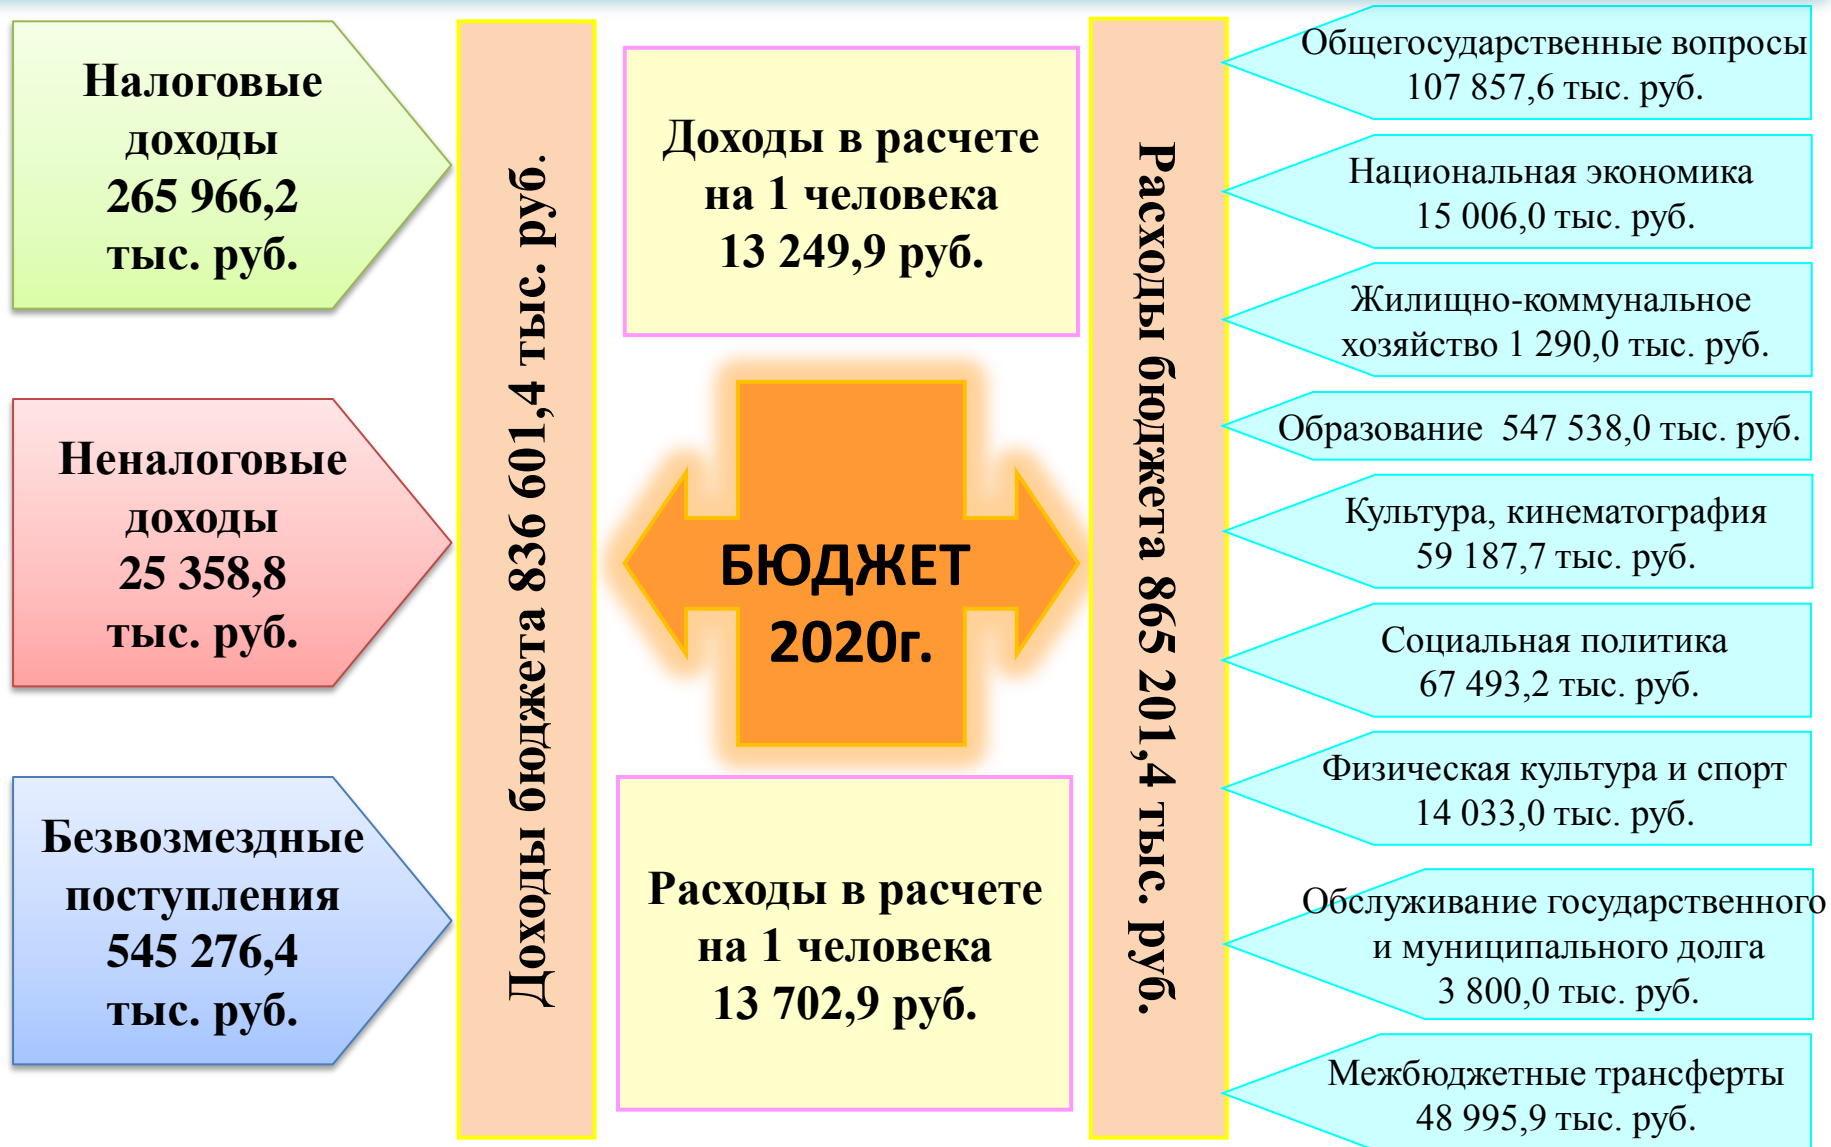 Налоговые
доходы
265 966,2
тыс. руб.
Неналоговые
доходы
25 358,8
тыс. руб.
Безвозмездные
поступления
545 276,4
тыс. руб.
Доходы бюджета 836 601,4 тыс. руб.
Доходы в расчете
на 1 человека
13 249,9 руб.
БЮДЖЕТ
2020г.
Расходы в расчете
на 1 человека
13 702,9 руб.
Расходы бюджета 865 201,4 тыс. руб.
Общегосударственные вопросы
107 857,6 тыс. руб.
Национальная экономика
15 006,0 тыс. руб.
Жилищно-коммунальное
хозяйство 1 290,0 тыс. руб.
Образование 547 538,0 тыс. руб.
Культура, кинематография
59 187,7 тыс. руб.
Социальная политика
67 493,2 тыс. руб.
Физическая культура и спорт
14 033,0 тыс. руб.
Обслуживание государственного
и муниципального долга
3 800,0 тыс. руб.
Межбюджетные трансферты
48 995,9 тыс. руб.